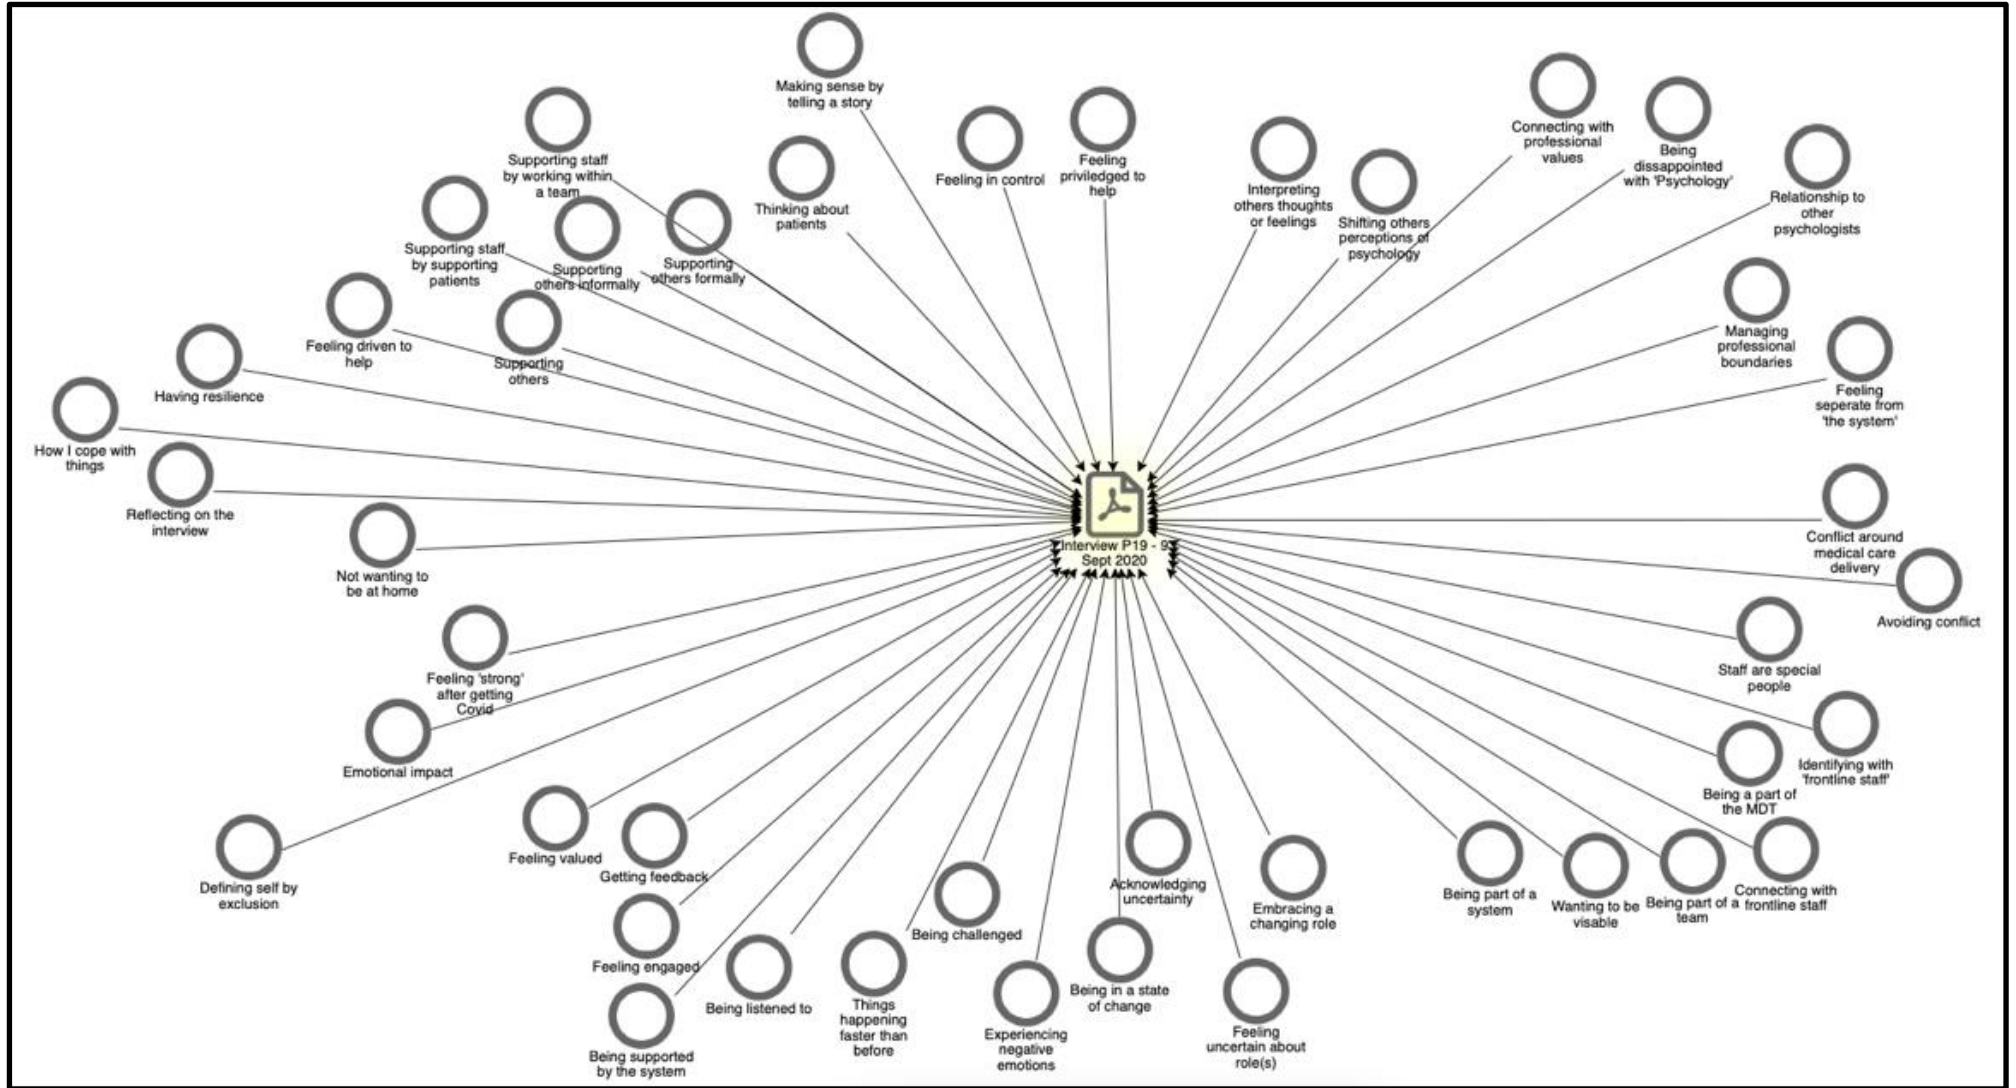 Making sense by
telling a story
Supporting staff
by working within
a team
Thinking about
patients
Feeling in control
Feeling
priviledged to
help
Interpreting
others thoughts
or feelings
Shifting others
perceptions of
psychology
Connecting with
professional
values
Being
dissappointed
with 'Psychology'
Relationship to
other
psychologists
Supporting staff
by supporting
patients
Supporting
others informally
Supporting
others formally
Feeling driven to
help
Supporting
others
Managing
professional
boundaries
Having resilience
Feeling
seperate from
'the system'
How I cope with
things
Reflecting on the
interview
Not wanting to
be at home
Interview P19 - 9
Sept 2020
Conflict around
medical care
delivery
Avoiding conflict
Feeling 'strong'
after getting
Covid
Staff are special
people
Emotional impact
Identifying with
'frontline staff'
Being a part of
the MDT
Defining self by
exclusion
Feeling valued
Getting feedback
Feeling engaged
Being supported
by the system
Being listened to
Things
happening
faster than
before
Being challenged
Experiencing
negative
emotions
Acknowledging
uncertainty
Being in a state
of change
Embracing a
changing role
Feeling
uncertain about
role(s)
Being part of a
system
Wanting to be
visable
Being part of a
team
Connecting with
frontline staff